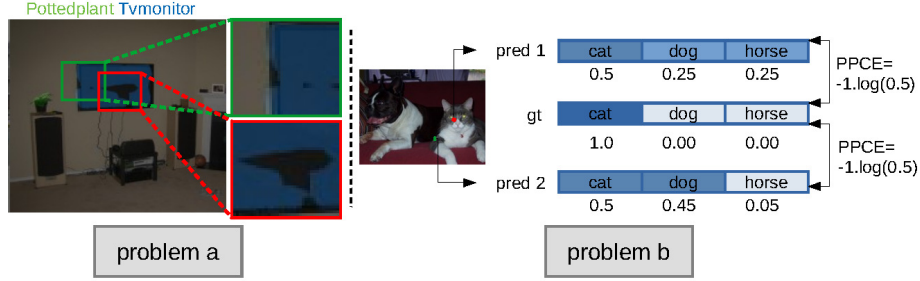 Pottedplant Tvmonitor
problem a
pred 1
cat dog horse
0.5 0.25 0.25
PPCE=
-1.log(0.5)
gt
cat dog horse
1.0 0.00 0.00
PPCE=
-1.log(0.5)
pred 2
cat dog horse
0.5 0.45 0.05
problem b